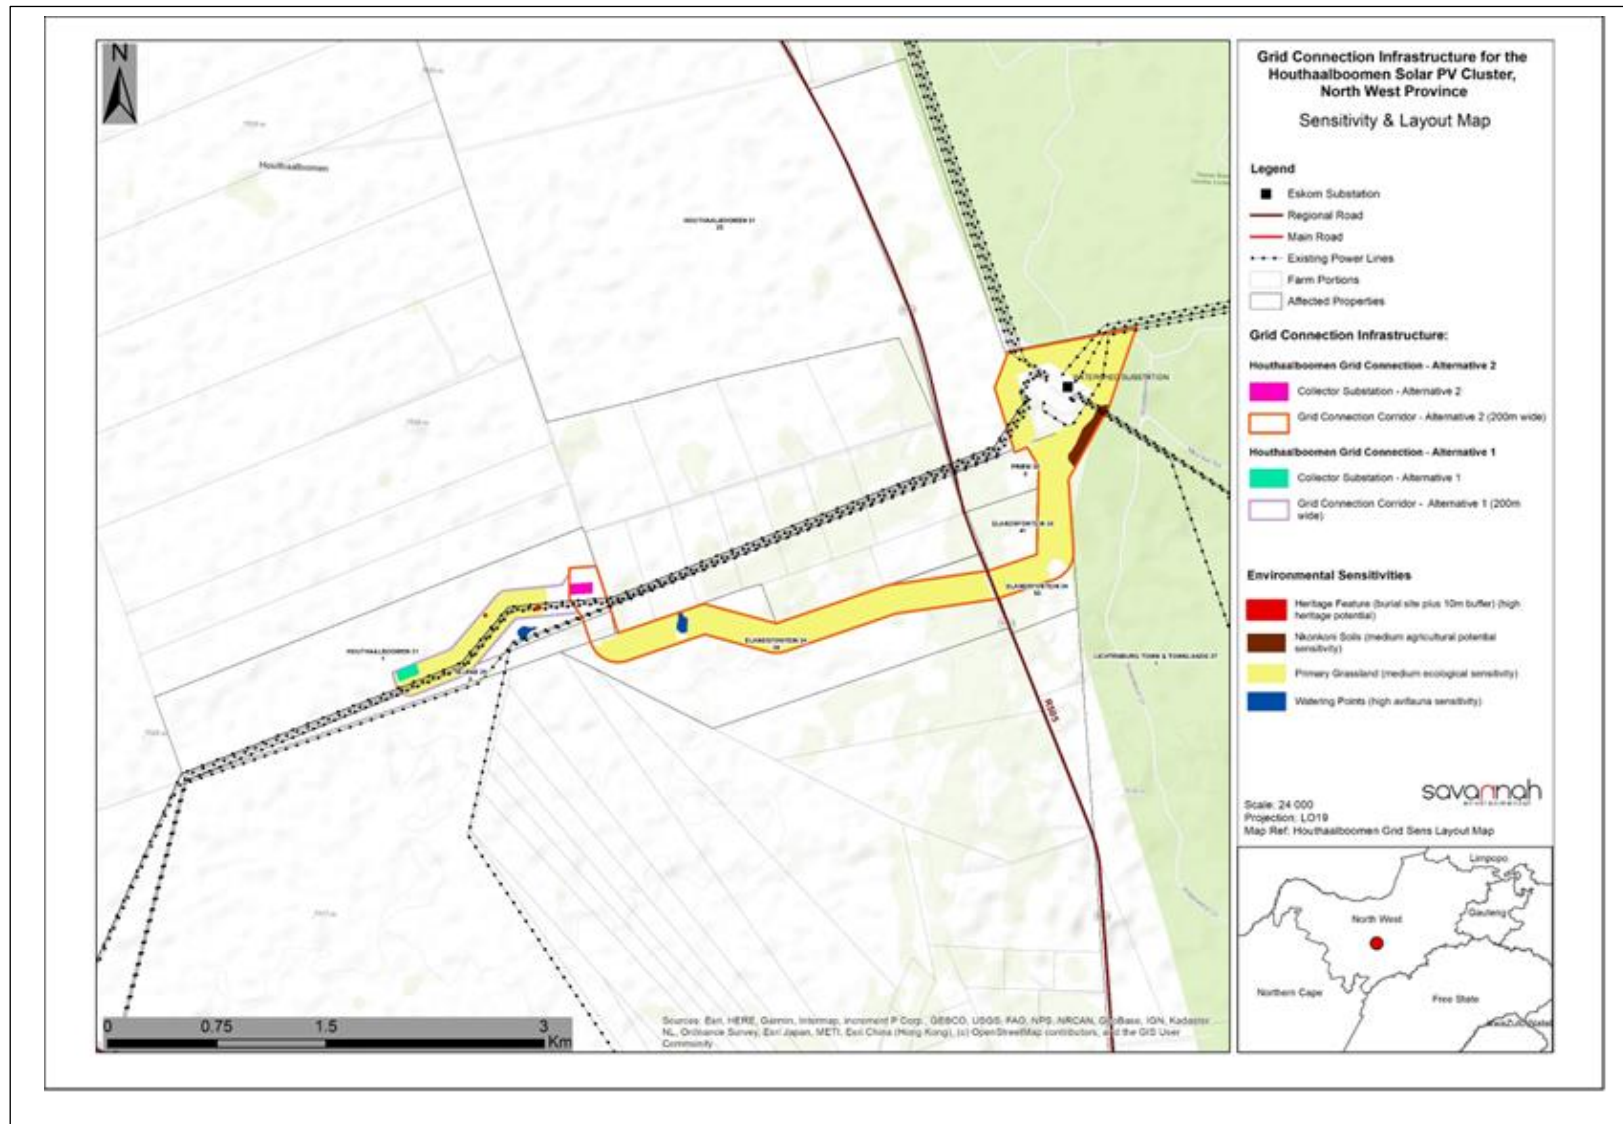 N
Houthaalboomen
HOUTHAALBOOMEN 31
25
WATERSHED SUBSTATION
ELANDSFONTEIN 34
HOUTHAALBOOMEN 31
1
LICHTENBURG TOWN & TOWNLANDS 27
1
R505
0 0.75 1.5 3
Km
Sources: Esri, HERE, Garmin, Intermap, increment P Corp., GEBCO, USGS, FAO, NPS, NRCAN, GeoBase, IGN, Kadaster
NL, Ordnance Survey, Esri Japan, METI, Esri China (Hong Kong), (c) OpenStreetMap contributors, and the GIS User
Community
Grid Connection Infrastructure for the
Houthaalboomen Solar PV Cluster,
North West Province
Sensitivity & Layout Map
Legend
Eskom Substation
Regional Road
Main Road
Existing Power Lines
Farm Portions
Affected Properties
Grid Connection Infrastructure:
Houthaalboomen Grid Connection - Alternative 2
Collector Substation - Alternative 2
Grid Connection Corridor - Alternative 2 (200m wide)
Houthaalboomen Grid Connection - Alternative 1
Collector Substation - Alternative 1
Grid Connection Corridor - Alternative 1 (200m
wide)
Environmental Sensitivities
Heritage Feature (burial site plus 10m buffer) (high
heritage potential)
Nkonkoni Soils (medium agricultural potential
sensitivity)
Primary Grassland (medium ecological sensitivity)
Watering Points (high avifauna sensitivity)
savannah
environmental
Scale: 24 000
Projection: LO19
Map Ref: Houthaalboomen Grid Sens Layout Map
Limpopo
North West
Gauteng
Northern Cape
Free State